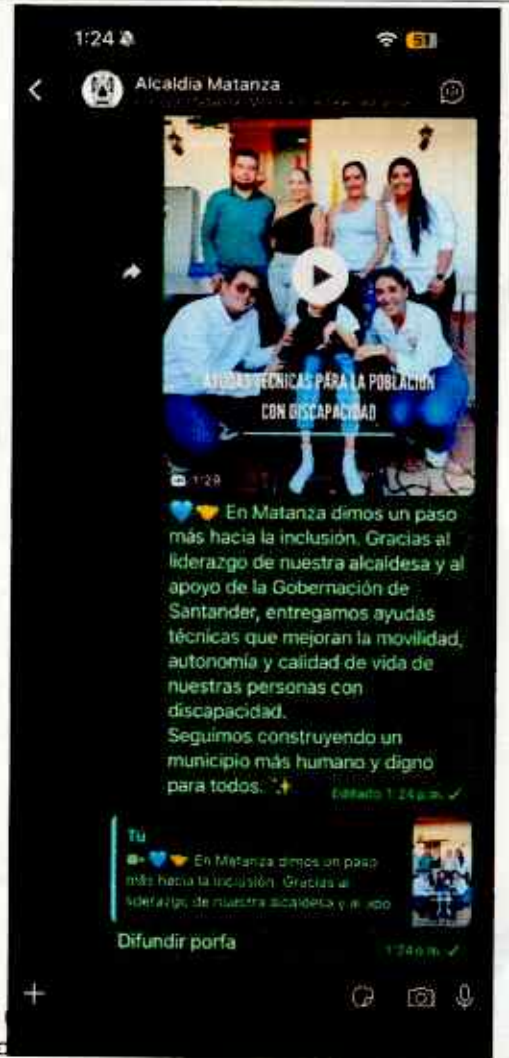 1:24
51
Alcaldía Matanza
AYUDAS TÉCNICAS PARA LA POBLACIÓN
CON DISCAPACIDAD
1:29
💙🤝 En Matanza dimos un paso
más hacia la inclusión. Gracias al
liderazgo de nuestra alcaldesa y al
apoyo de la Gobernación de
Santander, entregamos ayudas
técnicas que mejoran la movilidad,
autonomía y calidad de vida de
nuestras personas con
discapacidad.
Seguimos construyendo un
municipio más humano y digno
para todos. ✨
Editado 1:24 p.m.
Tú
💙🤝 En Matanza dimos un paso
más hacia la inclusión. Gracias al
liderazgo de nuestra alcaldesa y al apo
Difundir porfa
1:24 p.m.